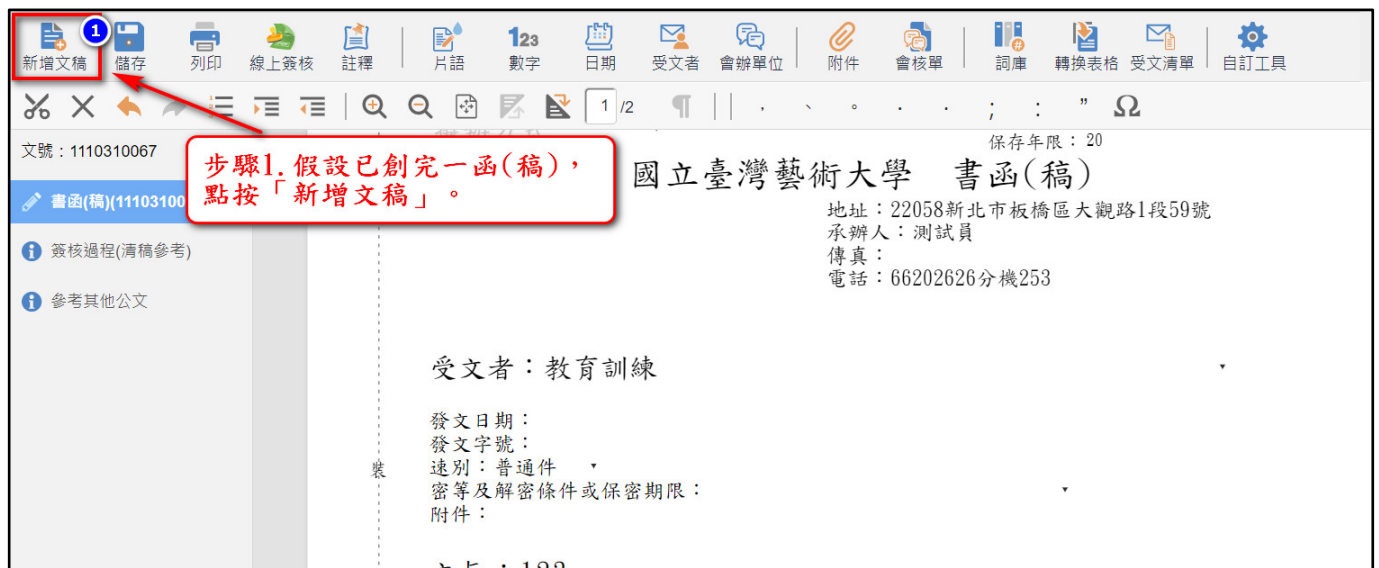 1
新增文稿 儲存 列印 線上簽核 註釋 片語 123 數字 日期 受文者 會辦單位 附件 會核單 詞庫 轉換表格 受文清單 自訂工具
1 /2 ¶ , 、 。 . . ; : ” Ω
文號：1110310067
書函(稿)(11103100
簽核過程(清稿參考)
參考其他公文
步驟1.假設已創完一函(稿)，
點按「新增文稿」。
保存年限：20
國立臺灣藝術大學 書函(稿)
地址：22058新北市板橋區大觀路1段59號
承辦人：測試員
傳真：
電話：66202626分機253
受文者：教育訓練
發文日期：
發文字號：
速別：普通件
密等及解密條件或保密期限：
附件：
裝